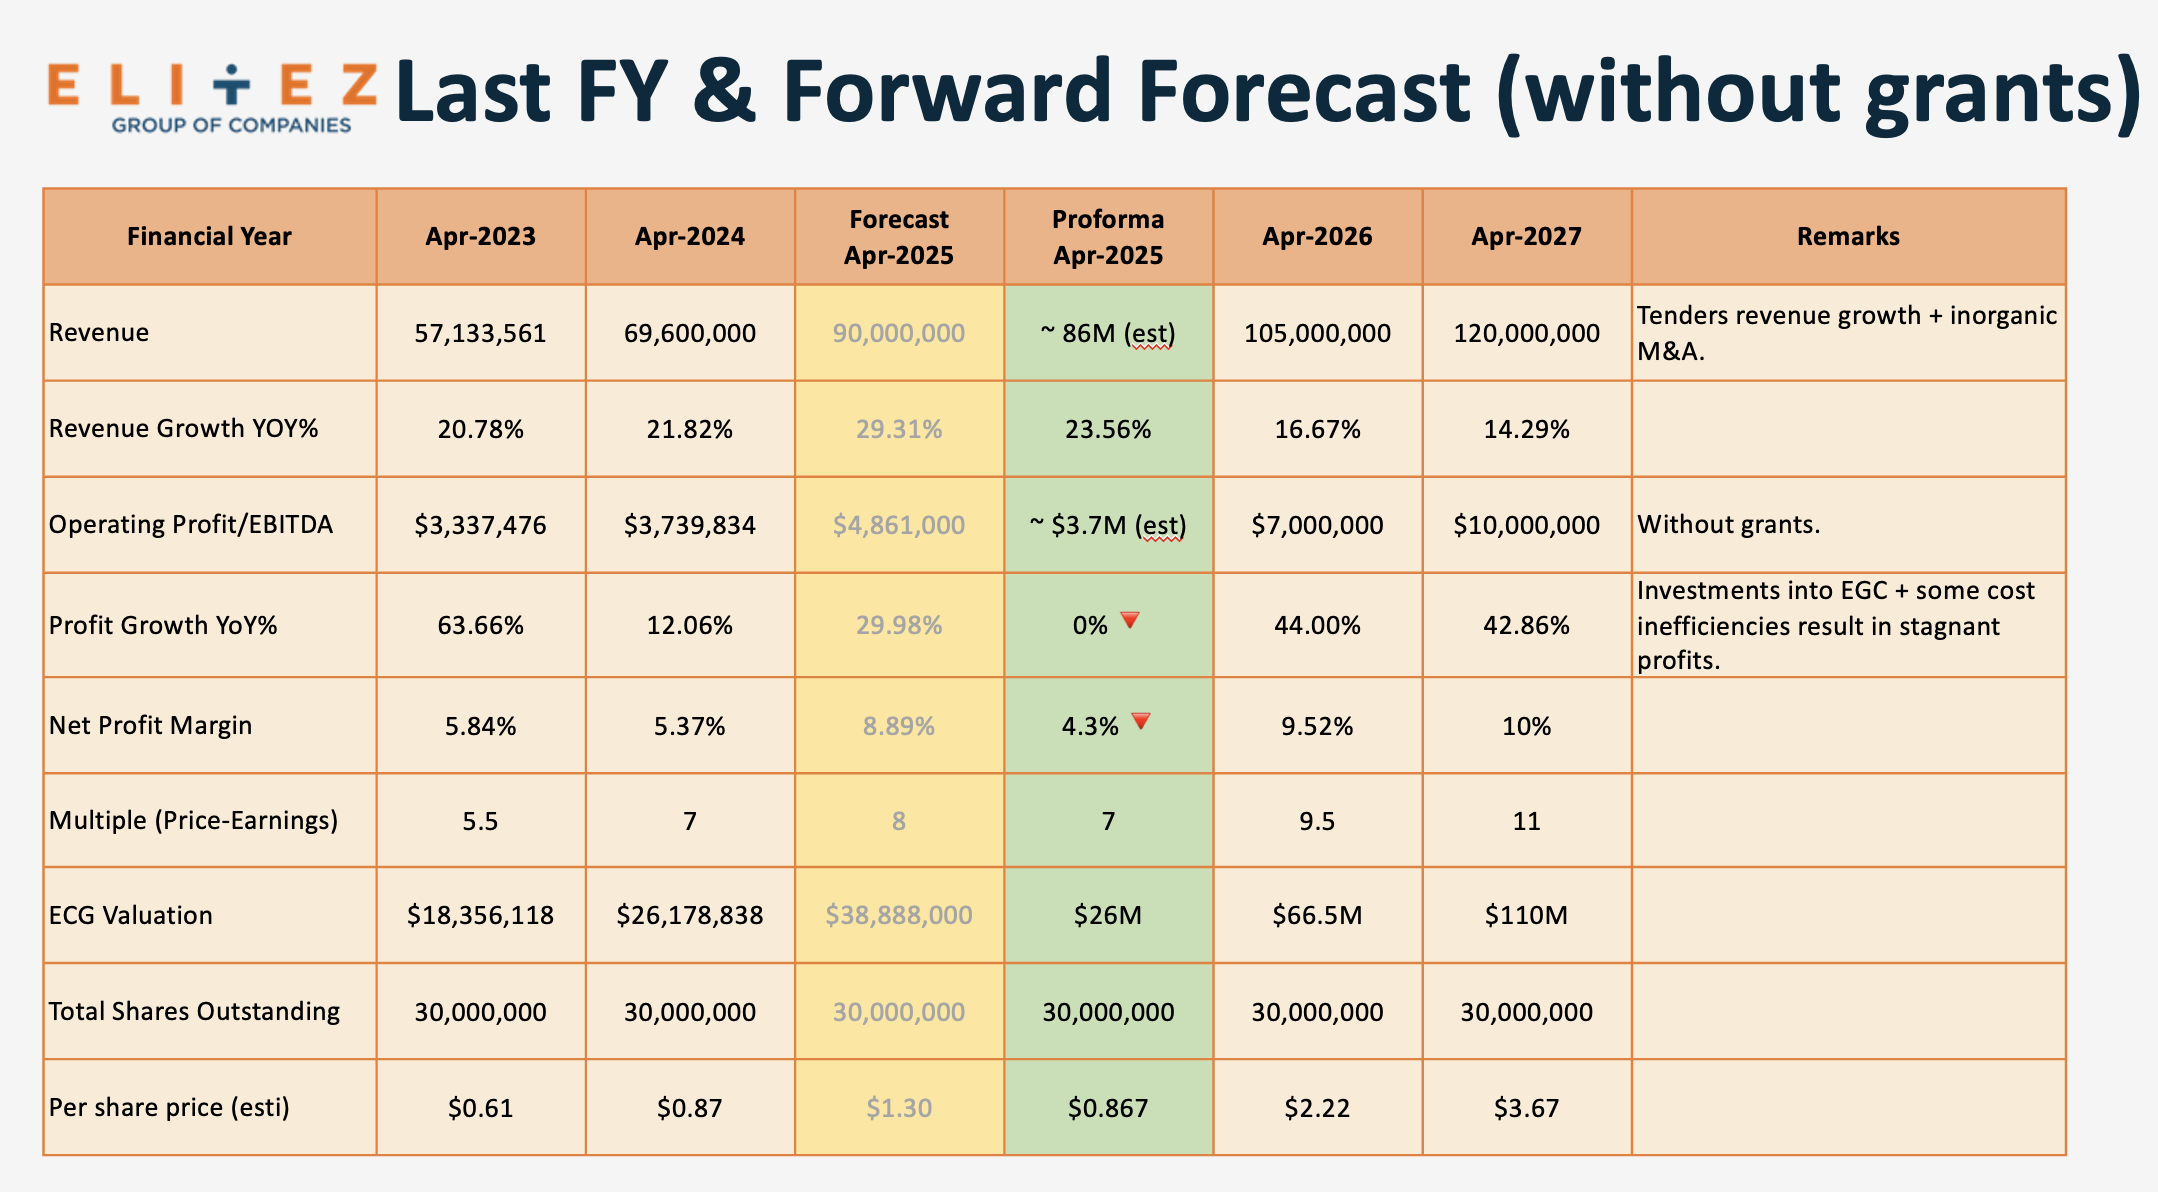 ELITEZ
GROUP OF COMPANIES
Last FY & Forward Forecast (without grants)
Financial Year Apr-2023 Apr-2024 Forecast Apr-2025 Proforma Apr-2025 Apr-2026 Apr-2027 Remarks
Revenue 57,133,561 69,600,000 90,000,000 ~ 86M (est) 105,000,000 120,000,000 Tenders revenue growth + inorganic
M&A.
Revenue Growth YOY% 20.78% 21.82% 29.31% 23.56% 16.67% 14.29%
Operating Profit/EBITDA $3,337,476 $3,739,834 $4,861,000 ~ $3.7M (est) $7,000,000 $10,000,000 Without grants.
Profit Growth YoY% 63.66% 12.06% 29.98% 0% 44.00% 42.86% Investments into EGC + some cost
inefficiencies result in stagnant
profits.
Net Profit Margin 5.84% 5.37% 8.89% 4.3% 9.52% 10%
Multiple (Price-Earnings) 5.5 7 8 7 9.5 11
ECG Valuation $18,356,118 $26,178,838 $38,888,000 $26M $66.5M $110M
Total Shares Outstanding 30,000,000 30,000,000 30,000,000 30,000,000 30,000,000 30,000,000
Per share price (esti) $0.61 $0.87 $1.30 $0.867 $2.22 $3.67